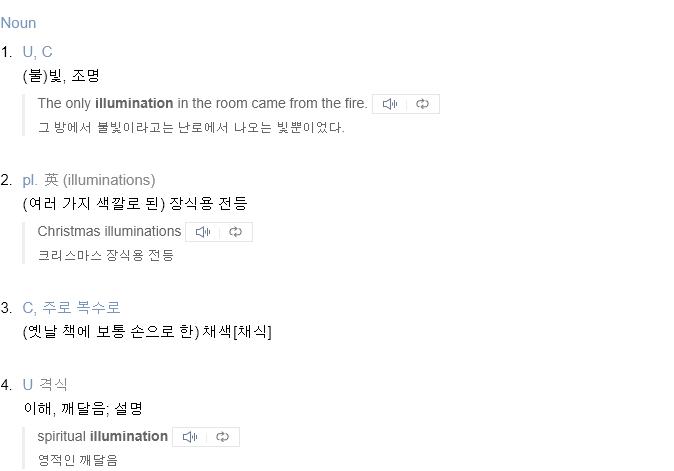 Noun
1. U, C
(불)빛, 조명
The only illumination in the room came from the fire.
그 방에서 불빛이라고는 난로에서 나오는 빛뿐이었다.
2. pl. 英 (illuminations)
(여러 가지 색깔로 된) 장식용 전등
Christmas illuminations
크리스마스 장식용 전등
3. C, 주로 복수로
(옛날 책에 보통 손으로 한) 채색[채식]
4. U 격식
이해, 깨달음; 설명
spiritual illumination
영적인 깨달음